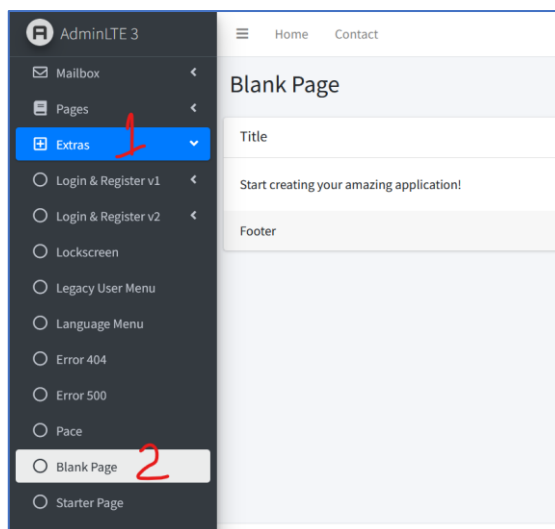 A AdminLTE 3
Home Contact
Mailbox
Pages
Extras 1
Login & Register v1
Login & Register v2
Lockscreen
Legacy User Menu
Language Menu
Error 404
Error 500
Pace
Blank Page 2
Starter Page
Blank Page
Title
Start creating your amazing application!
Footer